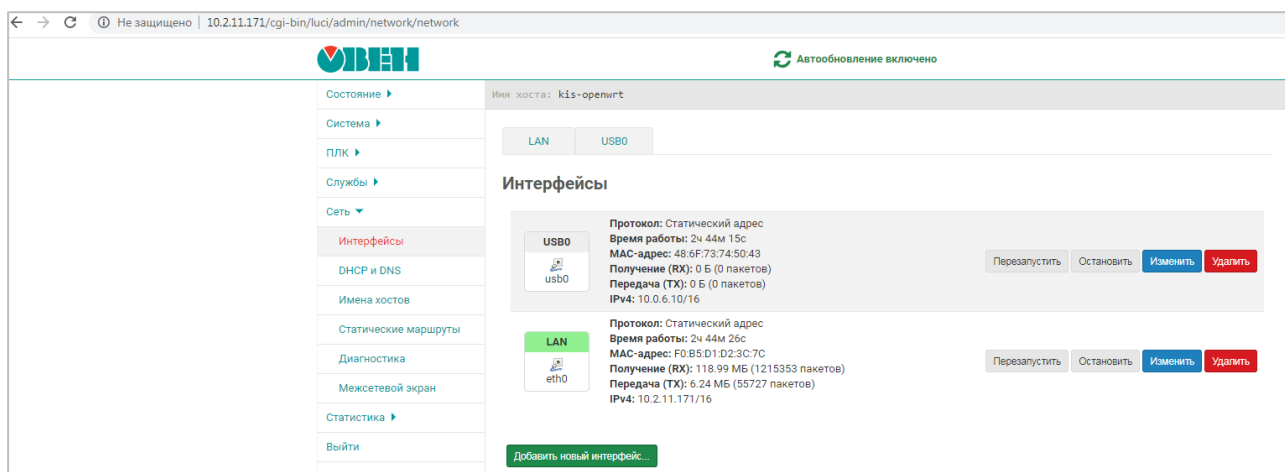 Не защищено | 10.2.11.171/cgi-bin/luci/admin/network/network
ОВЕН
Автообновление включено
Состояние
Система
ПЛК
Службы
Сеть
Интерфейсы
DHCP и DNS
Имена хостов
Статические маршруты
Диагностика
Межсетевой экран
Статистика
Выйти
Имя хоста: kis-openwrt
LAN USB0
Интерфейсы
USB0
usb0
Протокол: Статический адрес
Время работы: 2ч 44м 15с
MAC-адрес: 48:6F:73:74:50:43
Получение (RX): 0 Б (0 пакетов)
Передача (TX): 0 Б (0 пакетов)
IPv4: 10.0.6.10/16
Перезапустить Остановить Изменить Удалить
LAN
eth0
Протокол: Статический адрес
Время работы: 2ч 44м 26с
MAC-адрес: F0:B5:D1:D2:3C:7C
Получение (RX): 118.99 МБ (1215353 пакетов)
Передача (TX): 6.24 МБ (55727 пакетов)
IPv4: 10.2.11.171/16
Перезапустить Остановить Изменить Удалить
Добавить новый интерфейс...